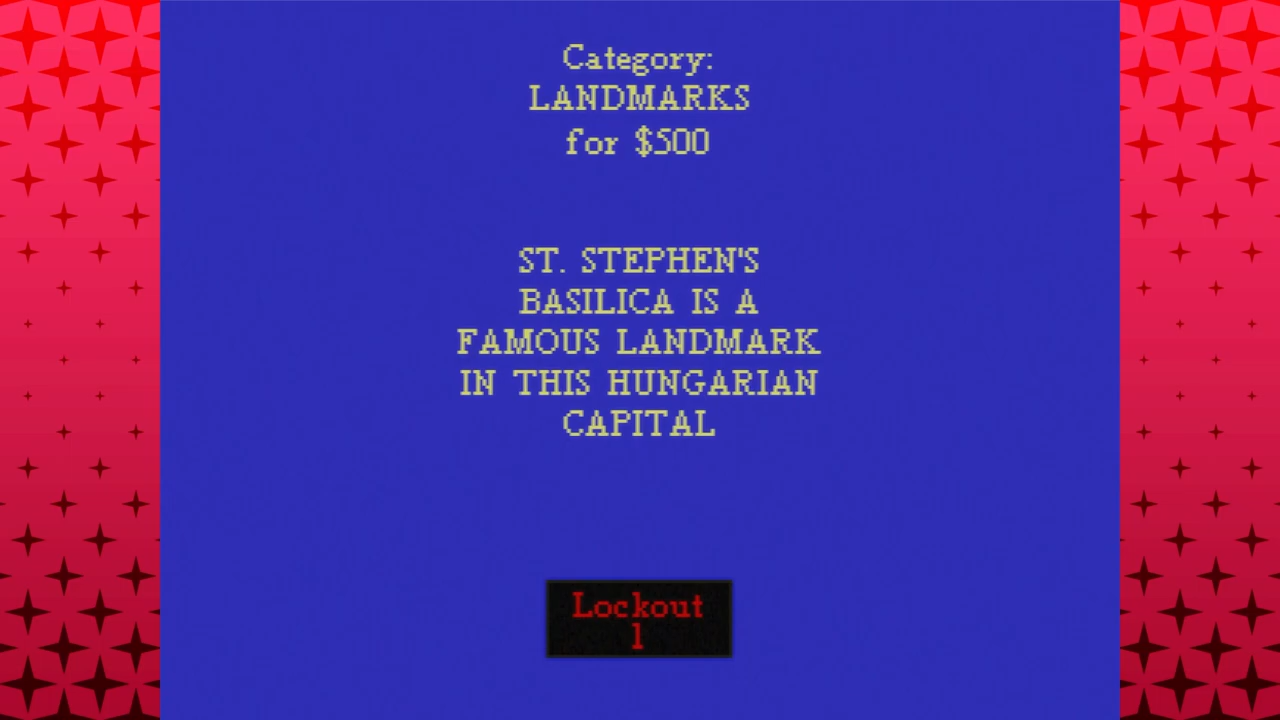 Category:
LANDMARKS
for $500
ST. STEPHEN'S
BASILICA IS A
FAMOUS LANDMARK
IN THIS HUNGARIAN
CAPITAL
Lockout
1